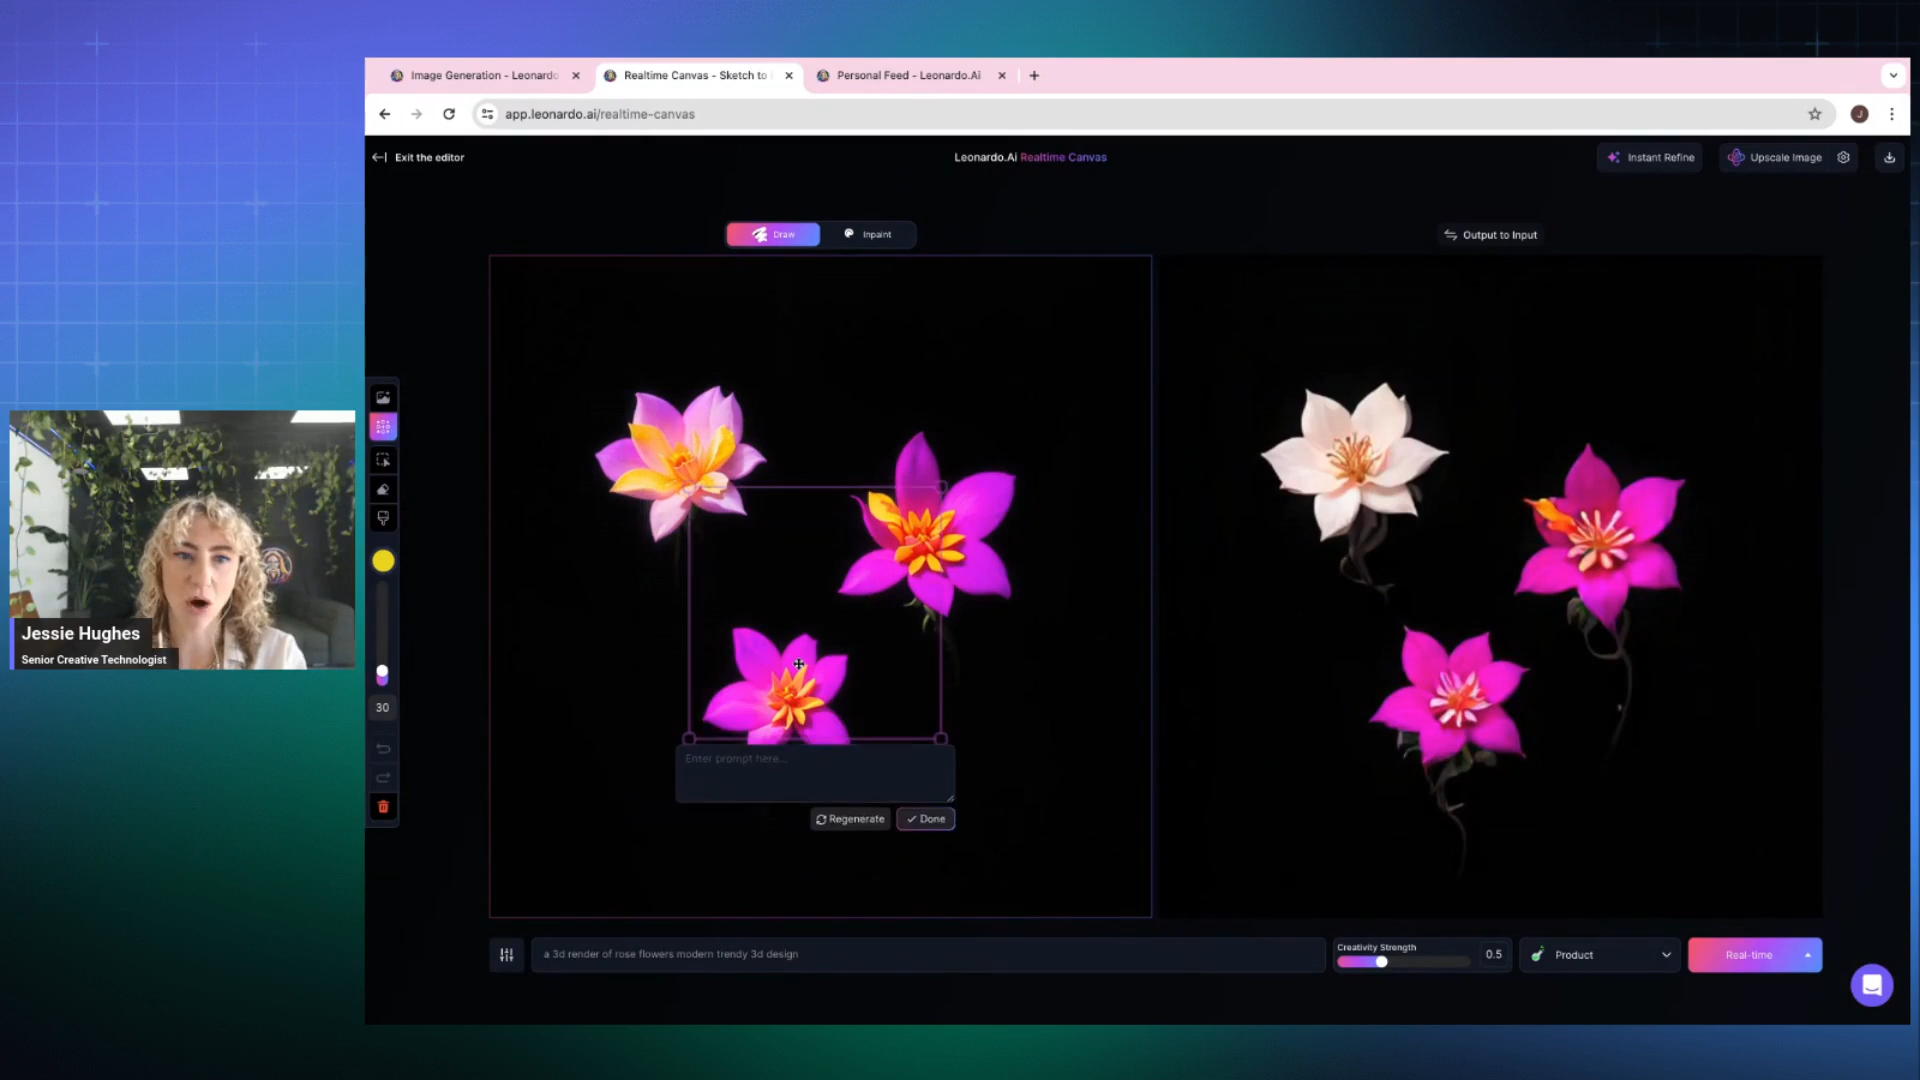 Image Generation - Leonardo
Realtime Canvas - Sketch to
Personal Feed - Leonardo.Ai
app.leonardo.ai/realtime-canvas
J
Exit the editor
Leonardo.Ai Realtime Canvas
Instant Refine
Upscale Image
Draw
Inpaint
Output to Input
Jessie Hughes
Senior Creative Technologist
30
Enter prompt here...
Regenerate
Done
a 3d render of rose flowers modern trendy 3d design
Creativity Strength
0.5
Product
Real-time